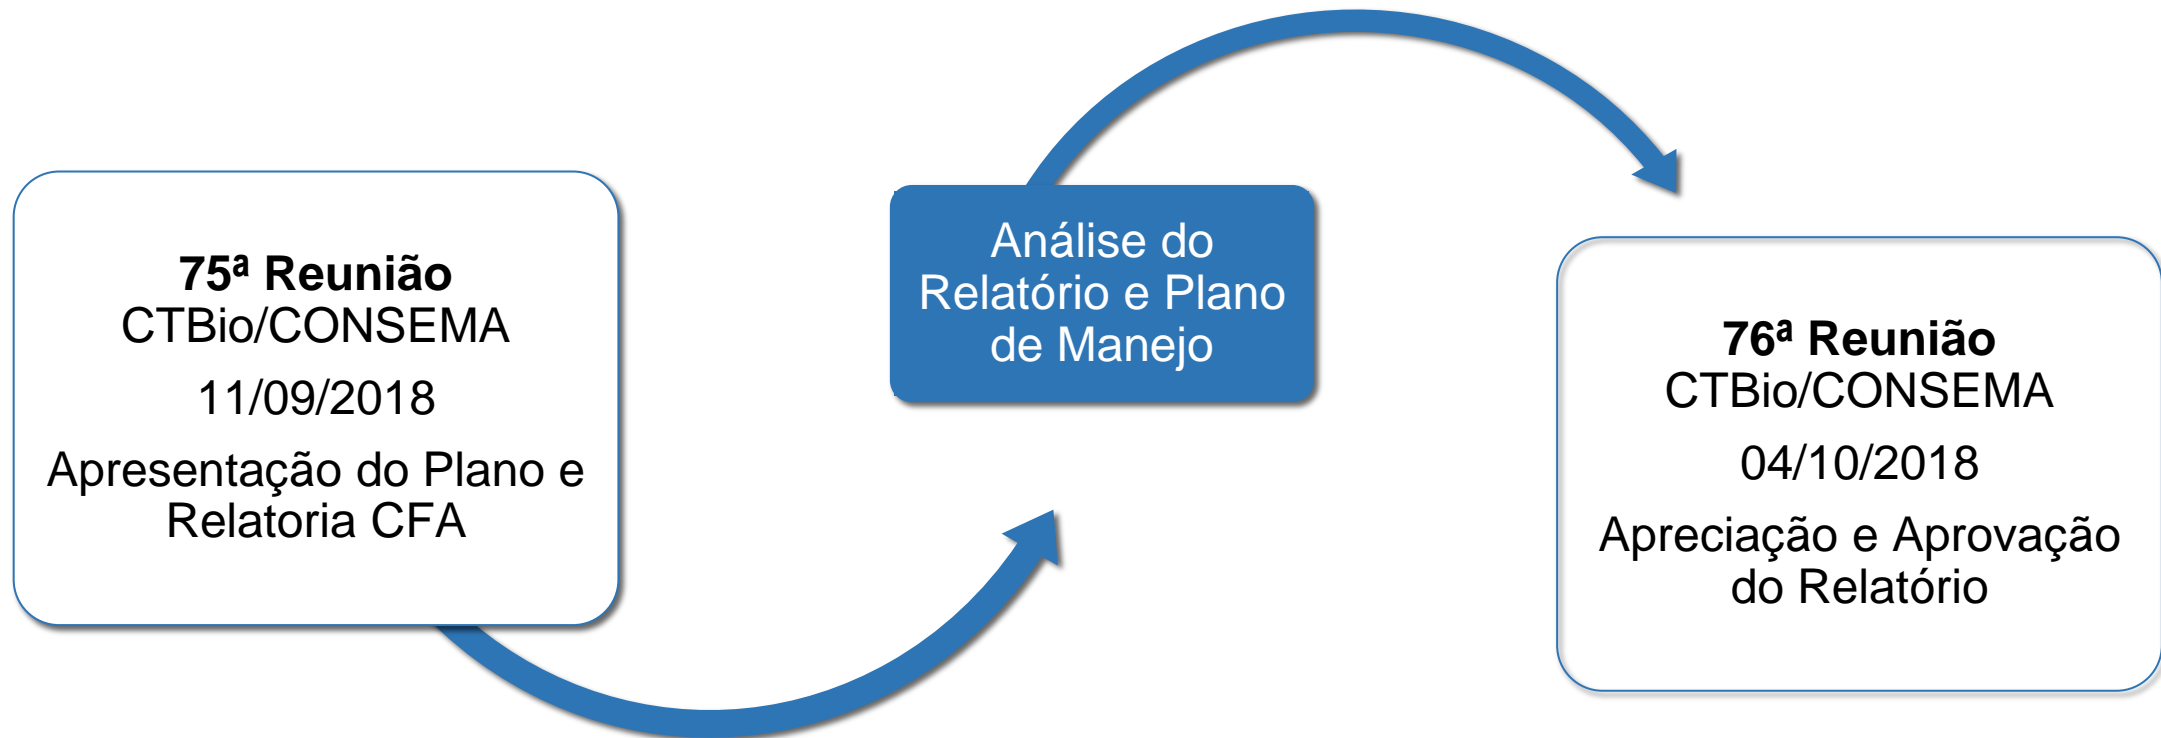 75ª Reunião
CTBio/CONSEMA
11/09/2018
Apresentação do Plano e
Relatoria CFA
Análise do
Relatório e Plano
de Manejo
76ª Reunião
CTBio/CONSEMA
04/10/2018
Apreciação e Aprovação
do Relatório